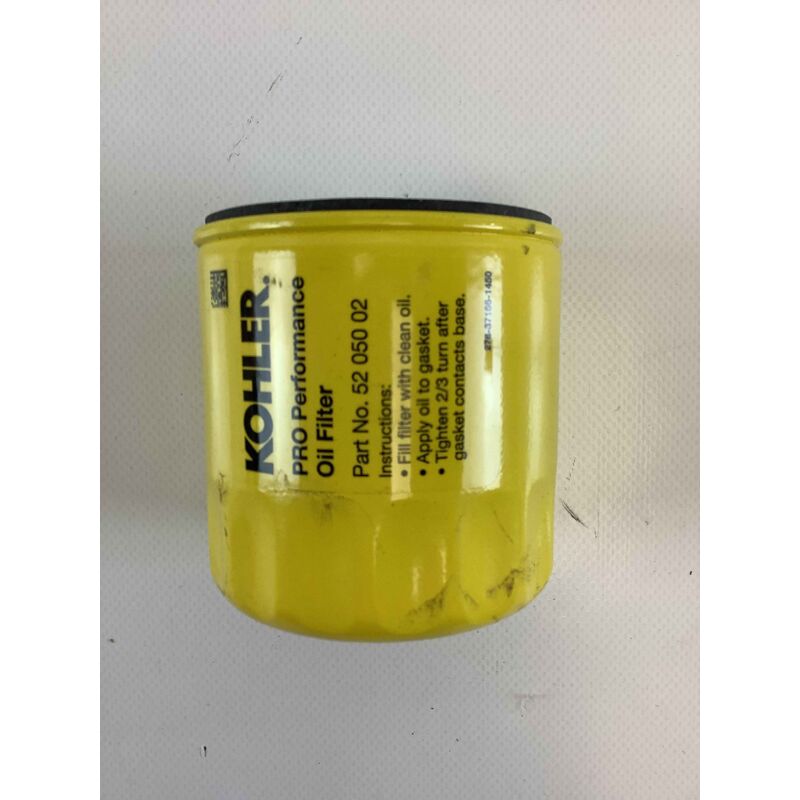 KOHLER.
PRO Performance
Oil Filter
Part No. 52 050 02
Instructions:
• Fill filter with clean oil.
• Apply oil to gasket.
• Tighten 2/3 turn after
gasket contacts base.